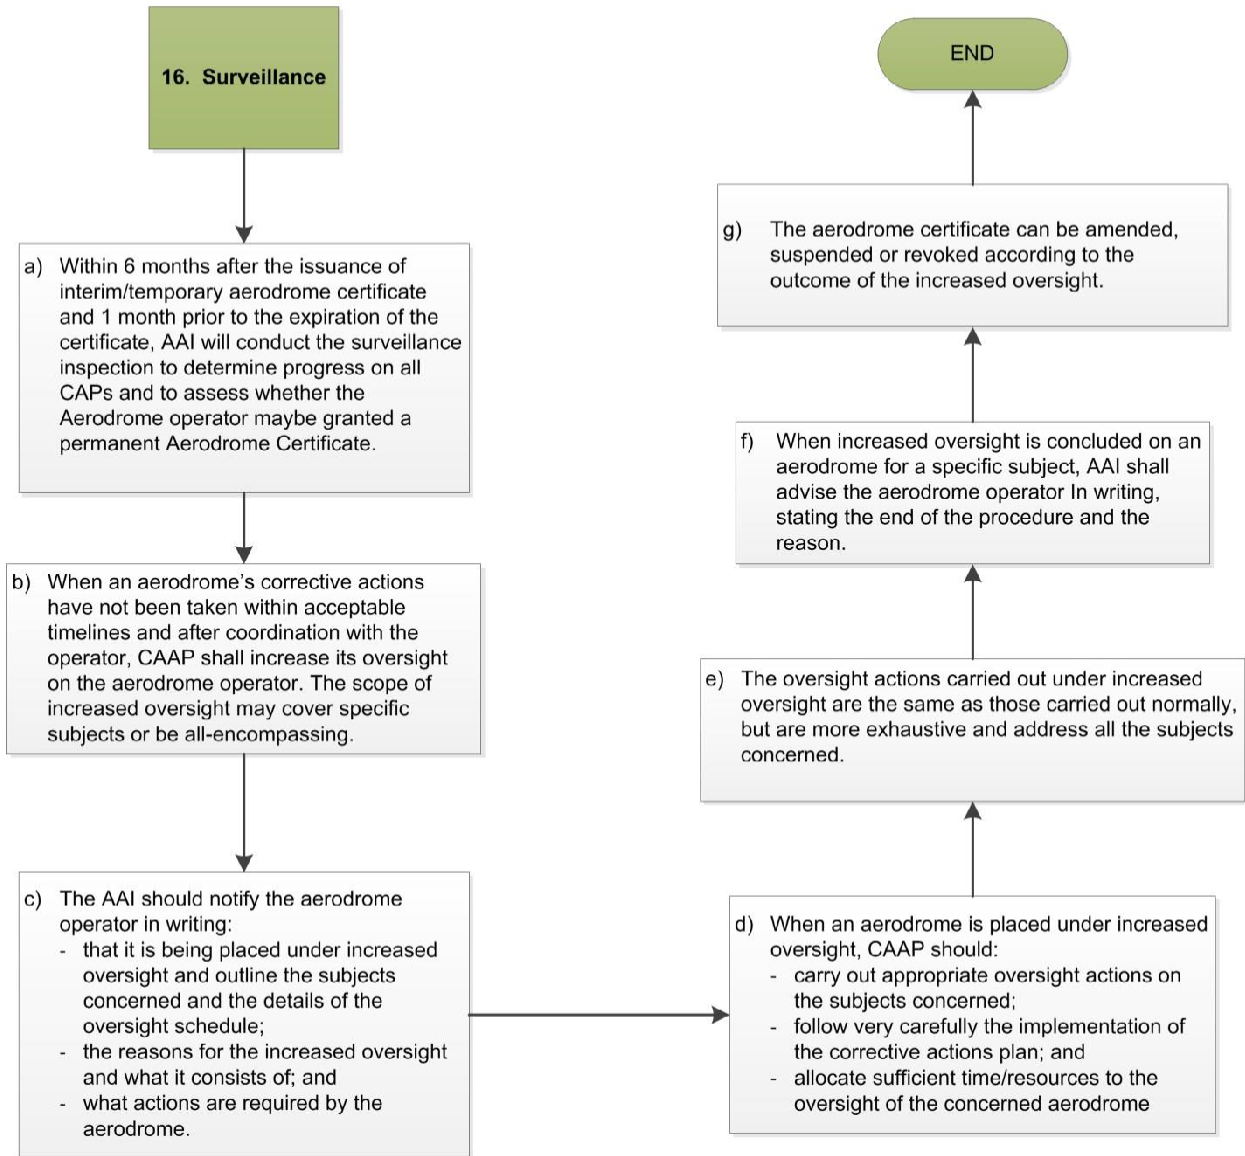 16. Surveillance
a) Within 6 months after the issuance of
interim/temporary aerodrome certificate
and 1 month prior to the expiration of the
certificate, AAI will conduct the surveillance
inspection to determine progress on all
CAPs and to assess whether the
Aerodrome operator maybe granted a
permanent Aerodrome Certificate.
b) When an aerodrome's corrective actions
have not been taken within acceptable
timelines and after coordination with the
operator, CAAP shall increase its oversight
on the aerodrome operator. The scope of
increased oversight may cover specific
subjects or be all-encompassing.
c) The AAI should notify the aerodrome
operator in writing:
- that it is being placed under increased
oversight and outline the subjects
concerned and the details of the
oversight schedule;
- the reasons for the increased oversight
and what it consists of; and
- what actions are required by the
aerodrome.
d) When an aerodrome is placed under increased
oversight, CAAP should:
- carry out appropriate oversight actions on
the subjects concerned;
- follow very carefully the implementation of
the corrective actions plan; and
- allocate sufficient time/resources to the
oversight of the concerned aerodrome
e) The oversight actions carried out under increased
oversight are the same as those carried out normally,
but are more exhaustive and address all the subjects
concerned.
f) When increased oversight is concluded on an
aerodrome for a specific subject, AAI shall
advise the aerodrome operator In writing,
stating the end of the procedure and the
reason.
g) The aerodrome certificate can be amended,
suspended or revoked according to the
outcome of the increased oversight.
END